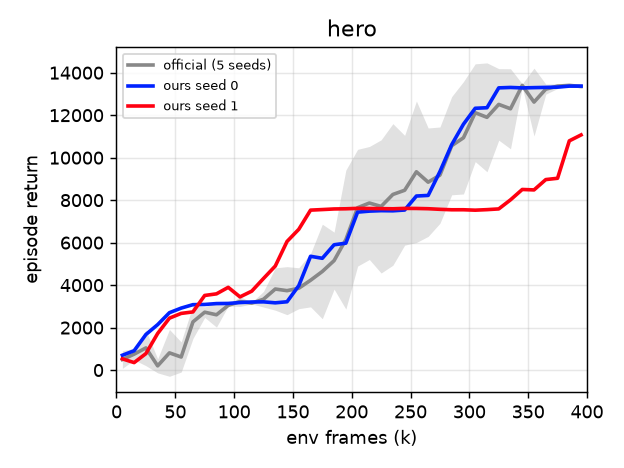 hero
official (5 seeds)
ours seed 0
ours seed 1
episode return
14000
12000
10000
8000
6000
4000
2000
0
0 50 100 150 200 250 300 350 400
env frames (k)